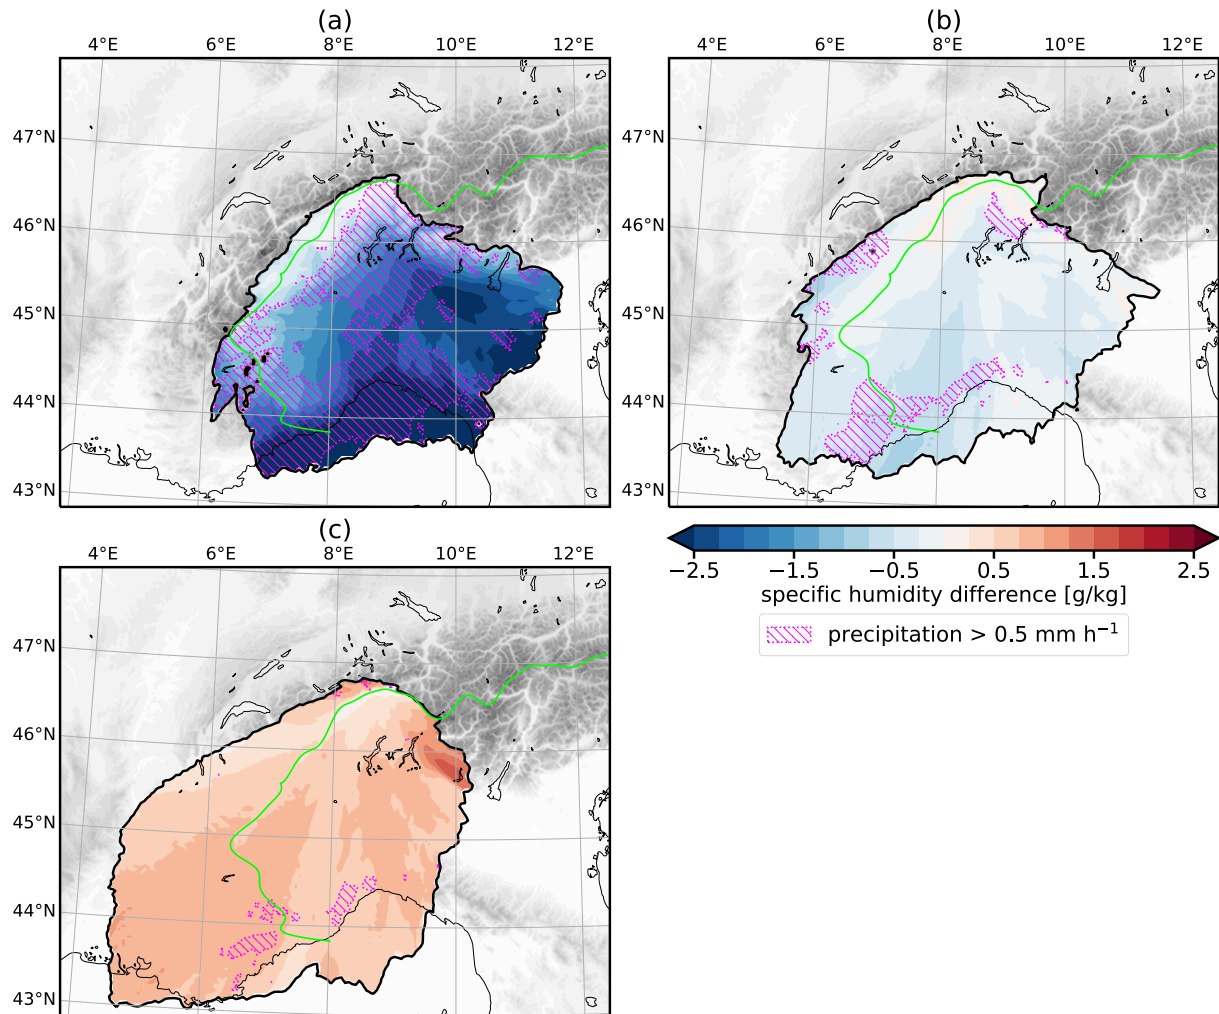 (a)
(b)
4°E 6°E 8°E 10°E 12°E
4°E 6°E 8°E 10°E 12°E
47°N
47°N
46°N
46°N
45°N
45°N
44°N
44°N
43°N
43°N
(c)
4°E 6°E 8°E 10°E 12°E
−2.5 −1.5 −0.5 0.5 1.5 2.5
specific humidity difference [g/kg]
precipitation > 0.5 mm h⁻¹
47°N
46°N
45°N
44°N
43°N